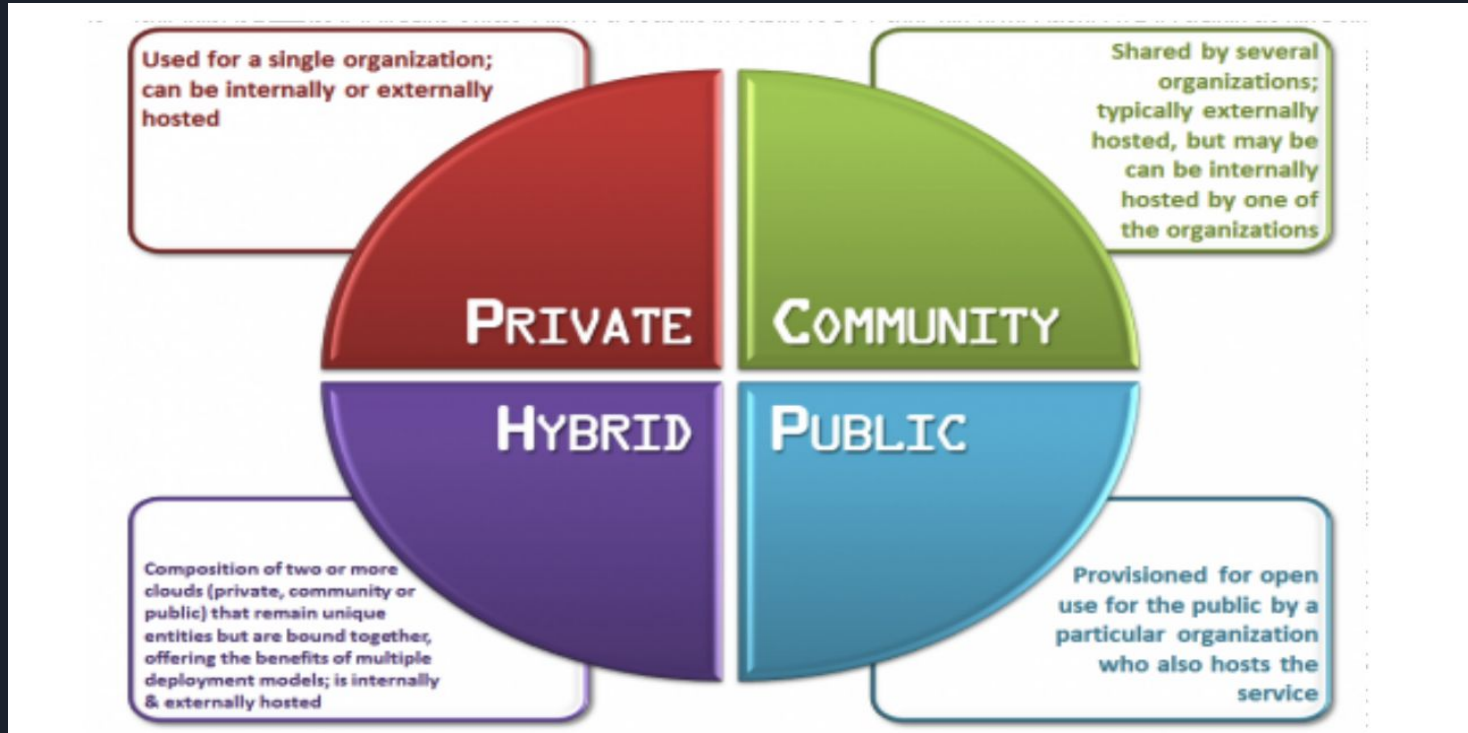 Used for a single organization;
can be internally or externally
hosted
Shared by several
organizations;
typically externally
hosted, but may be
can be internally
hosted by one of
the organizations
PRIVATE
COMMUNITY
HYBRID
PUBLIC
Composition of two or more
clouds (private, community or
public) that remain unique
entities but are bound together,
offering the benefits of multiple
deployment models; is internally
& externally hosted
Provisioned for open
use for the public by a
particular organization
who also hosts the
service